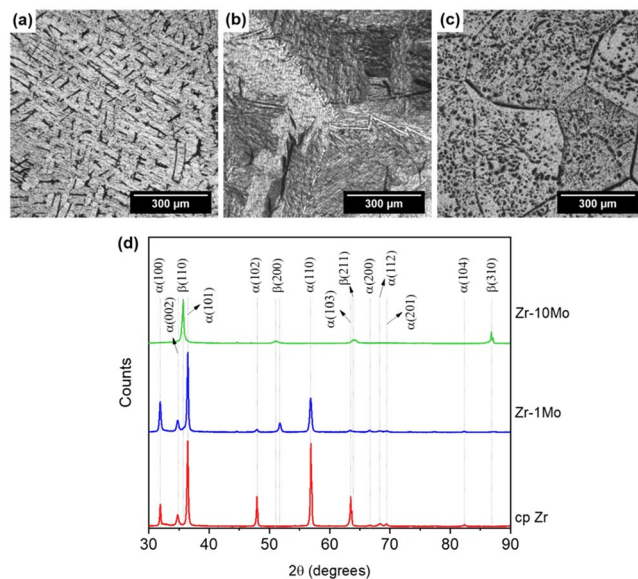 (a)
(b)
(c)
300 µm
300 µm
300 µm
(d)
α(100)
α(002)
β(110)
α(101)
α(102)
β(200)
α(110)
α(103)
β(211)
α(200)
α(112)
α(201)
α(104)
β(310)
Zr-10Mo
Zr-1Mo
cp Zr
Counts
30 40 50 60 70 80 90
2θ (degrees)